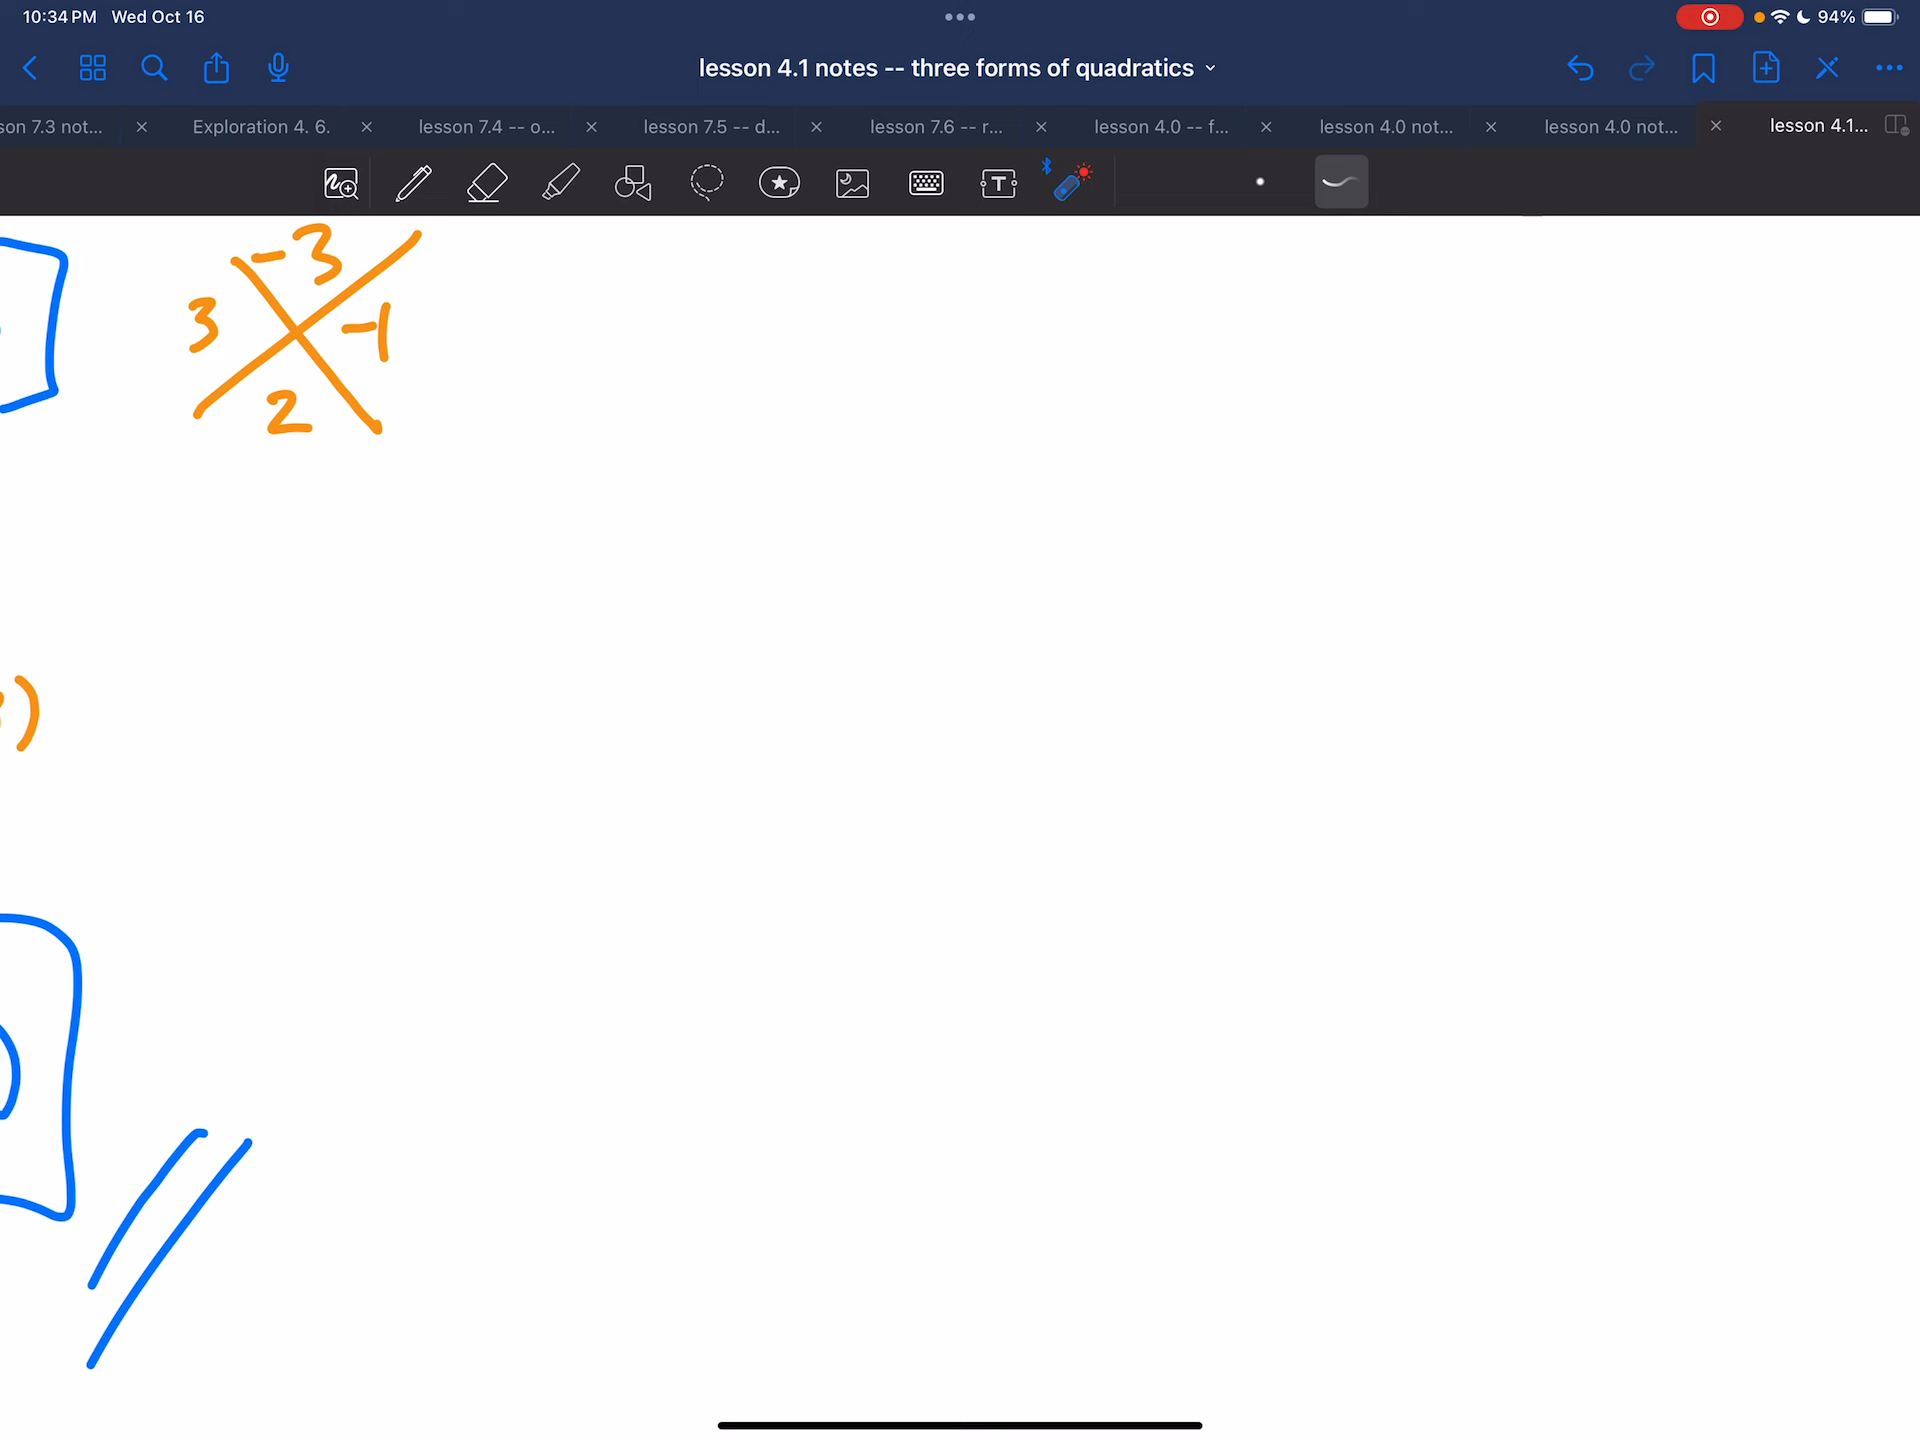 10:34 PM Wed Oct 16
94%
lesson 4.1 notes -- three forms of quadratics
son 7.3 not...
Exploration 4. 6.
lesson 7.4 -- o...
lesson 7.5 -- d...
lesson 7.6 -- r...
lesson 4.0 -- f...
lesson 4.0 not...
lesson 4.0 not...
lesson 4.1...
T
-3
3
-1
2
)